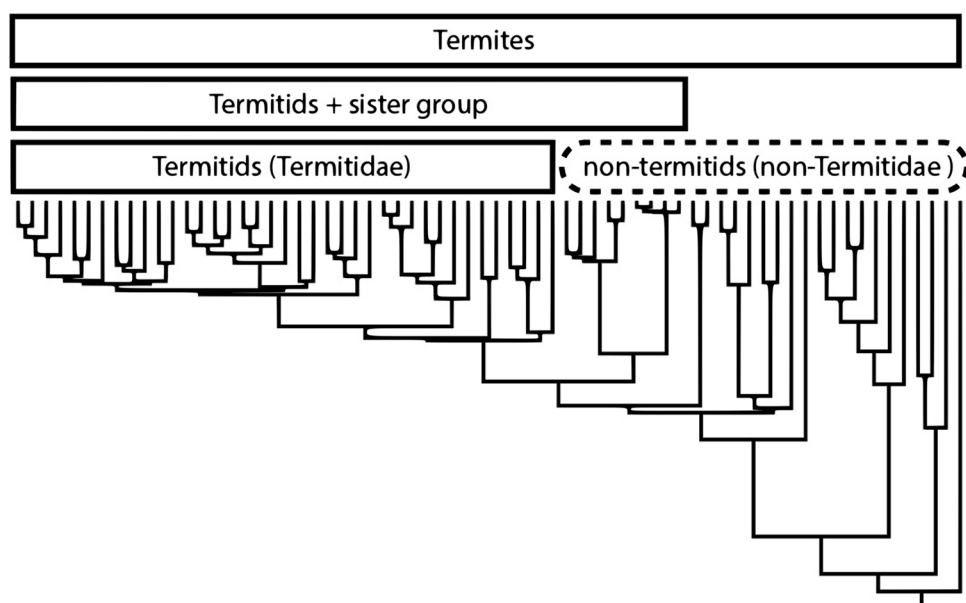 Termites
Termitids + sister group
Termitids (Termitidae)
non-termitids (non-Termitidae )